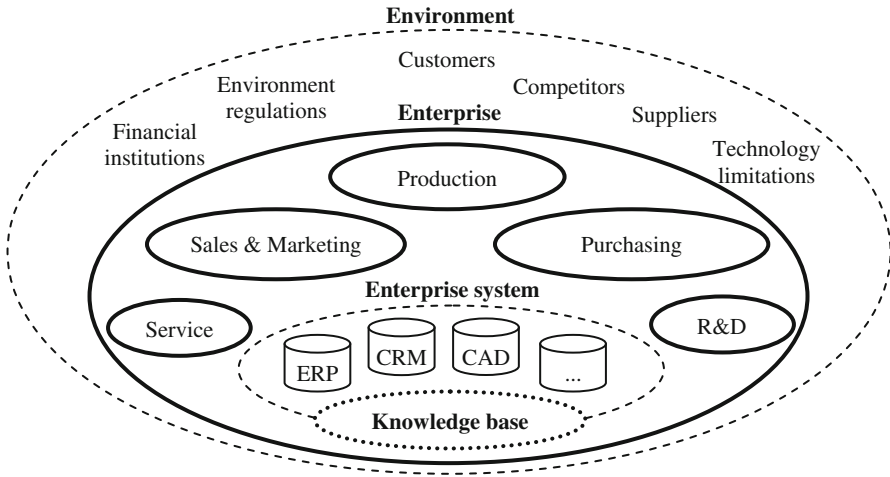 Environment
Customers
Environment
regulations
Competitors
Enterprise
Suppliers
Financial
institutions
Technology
limitations
Production
Sales & Marketing
Purchasing
Enterprise system
Service
R&D
ERP
CRM
CAD
...
Knowledge base